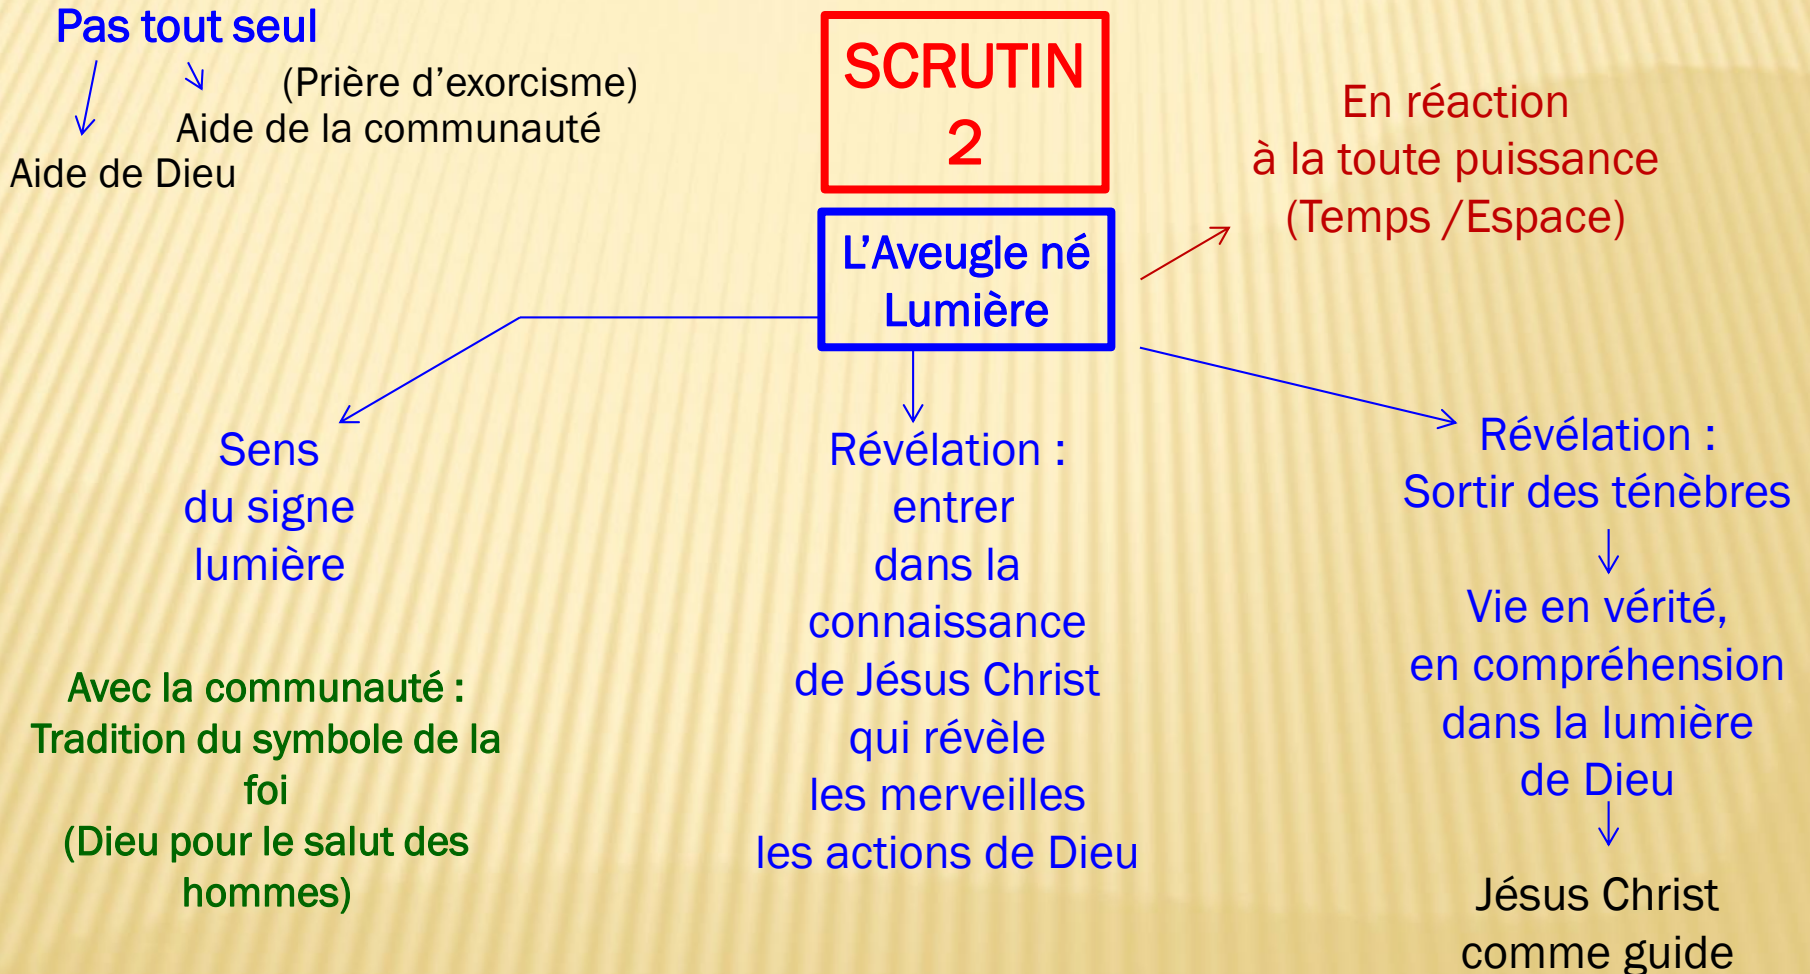 Pas tout seul
(Prière d’exorcisme)
Aide de la communauté
Aide de Dieu
SCRUTIN
2
En réaction
à la toute puissance
(Temps /Espace)
L’Aveugle né
Lumière
Sens
du signe
lumière
Avec la communauté :
Tradition du symbole de la
foi
(Dieu pour le salut des
hommes)
Révélation :
entrer
dans la
connaissance
de Jésus Christ
qui révèle
les merveilles
les actions de Dieu
Révélation :
Sortir des ténèbres
Vie en vérité,
en compréhension
dans la lumière
de Dieu
Jésus Christ
comme guide